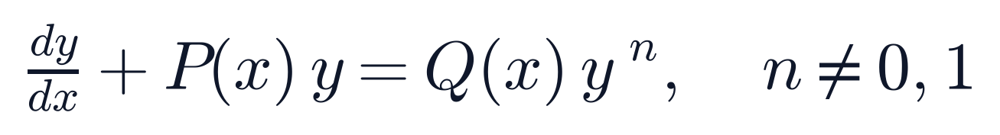 dy/dx + P(x) y = Q(x) y^n, n ≠ 0, 1